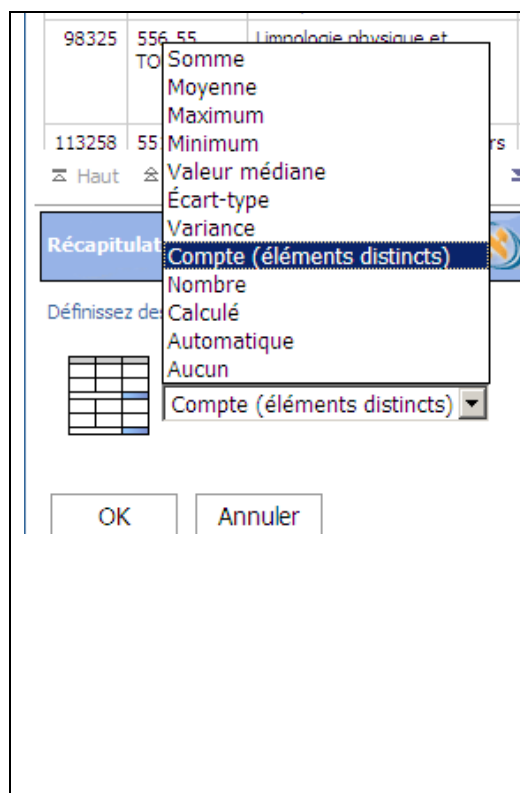 98325 556.55 Limnologie physique et
TO
Somme
Moyenne
Maximum
113258 55 Minimum rs
Haut Valeur médiane
Écart-type
Variance
Récapitulat Compte (éléments distincts)
Nombre
Définissez de Calculé
Automatique
Aucun
Compte (éléments distincts)
OK Annuler